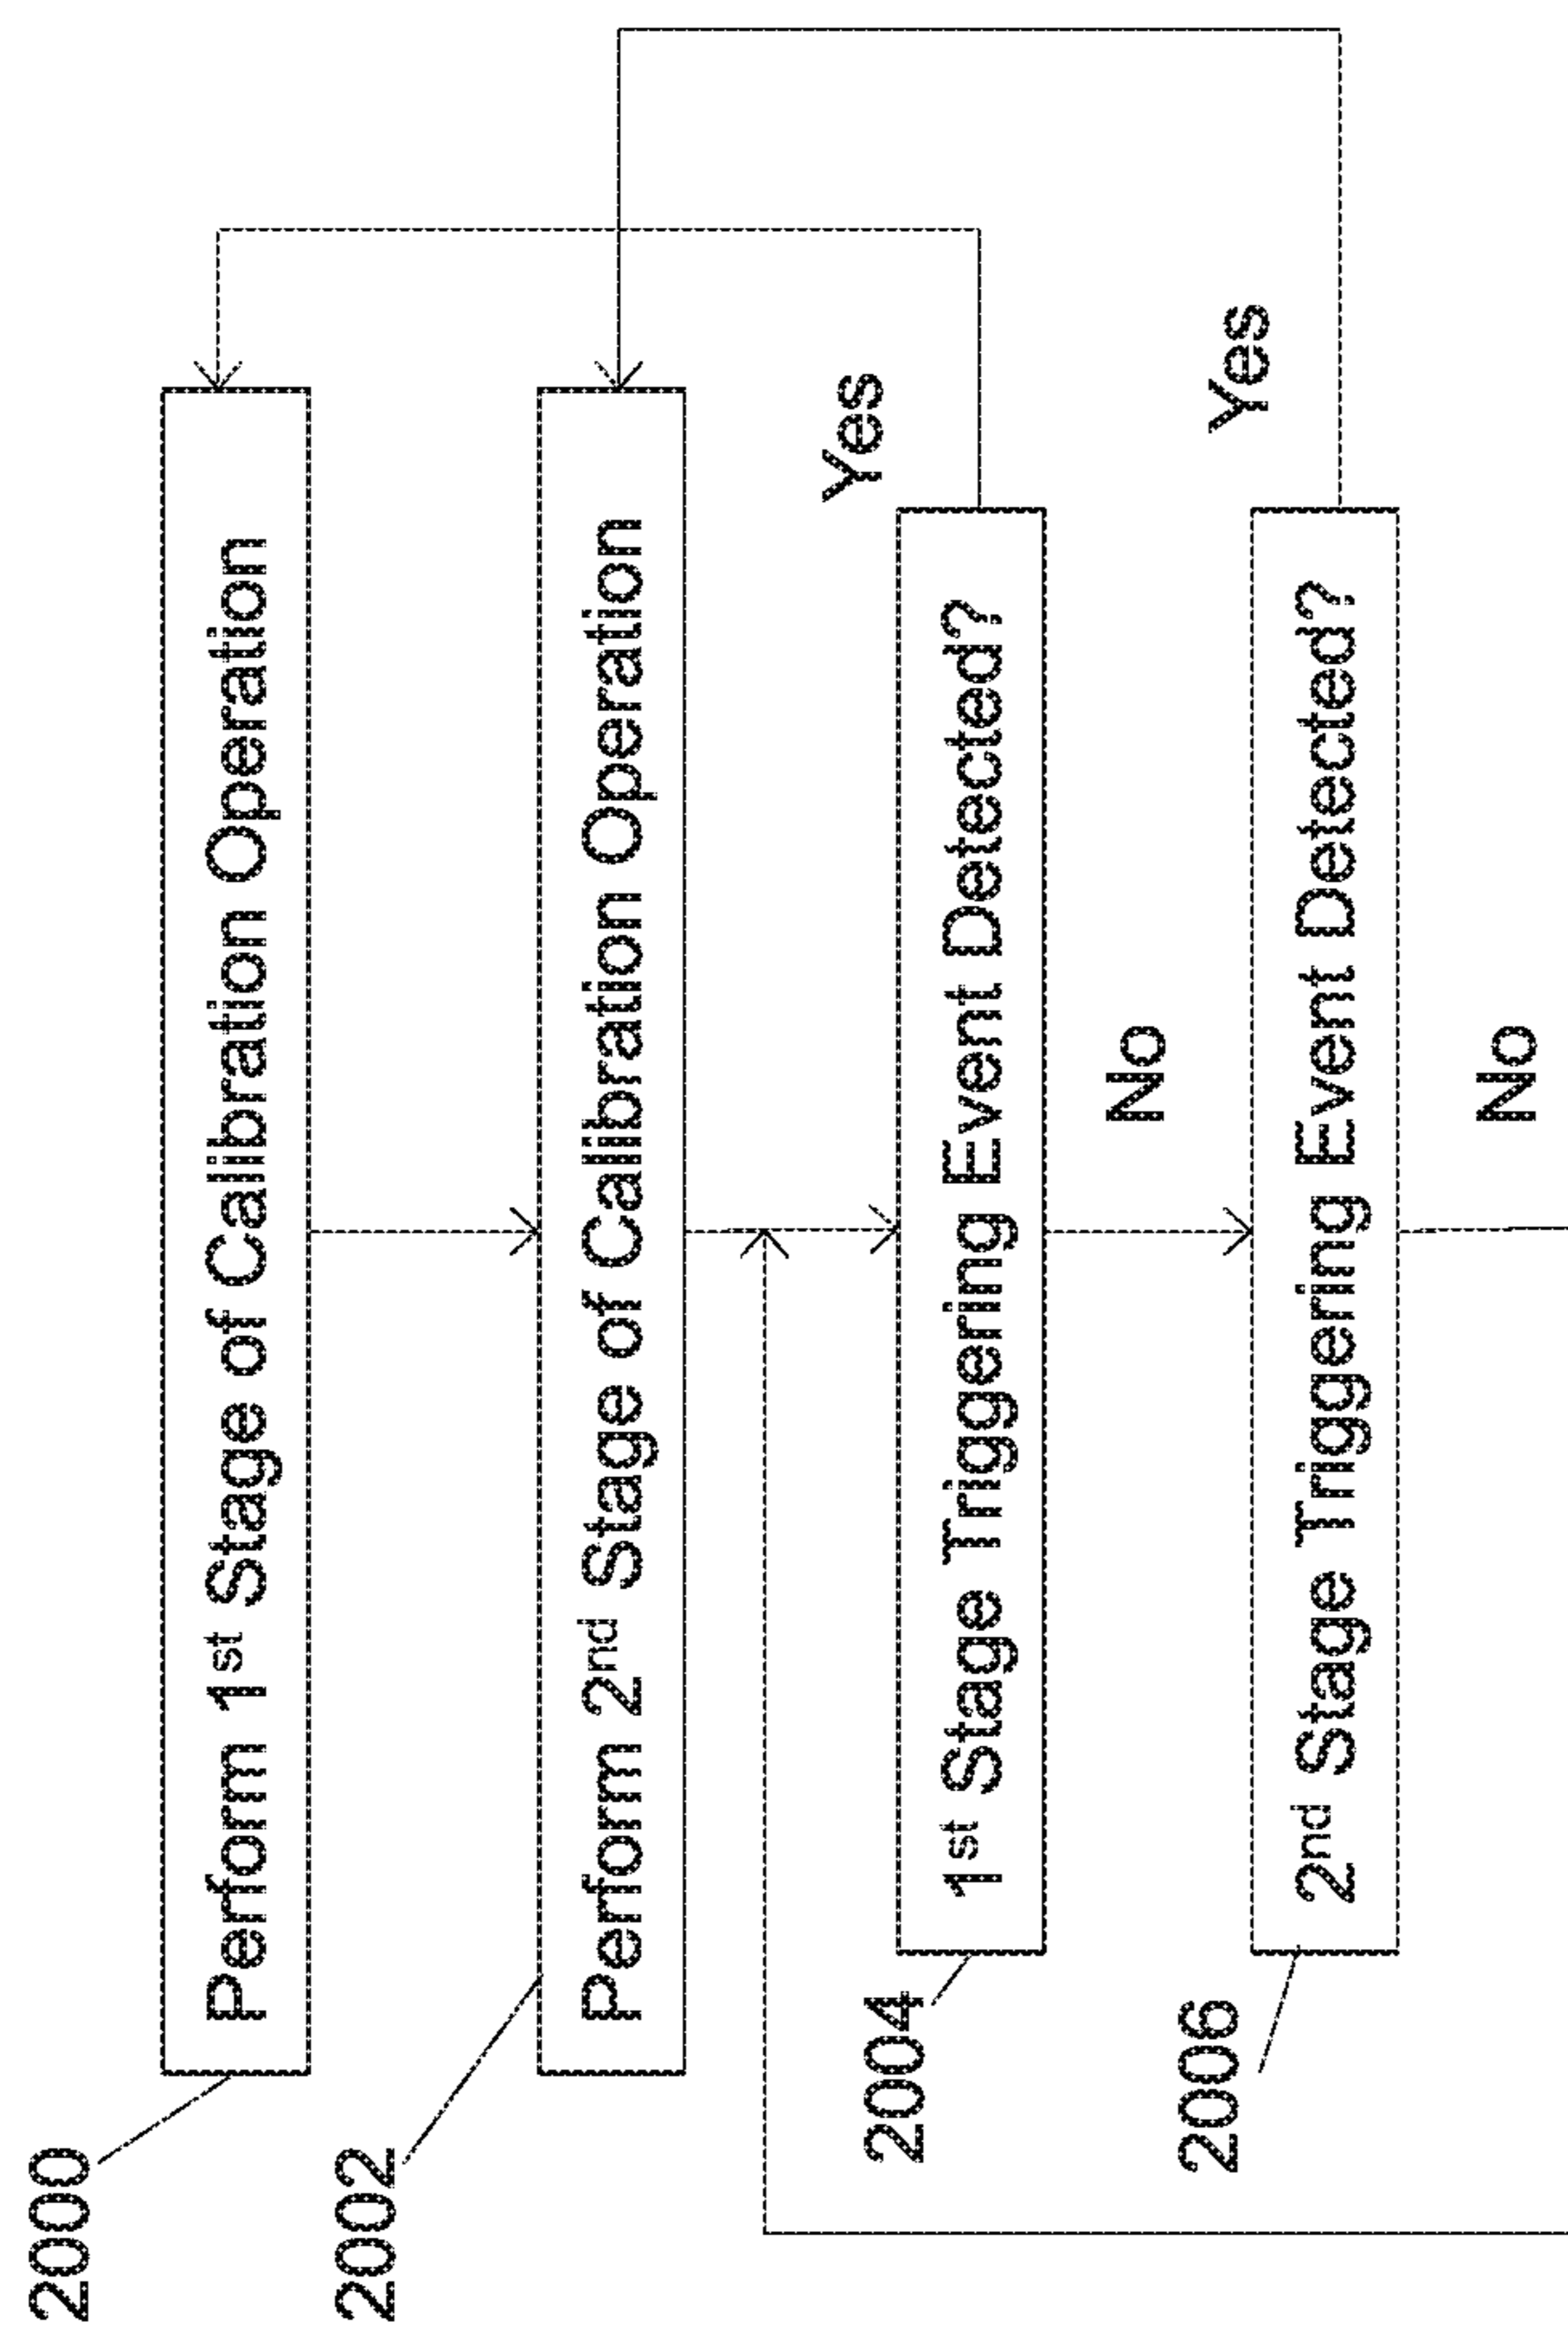 2000
Perform 1st Stage of Calibration Operation
2002
Perform 2nd Stage of Calibration Operation
2004
1st Stage Triggering Event Detected?
Yes
No
2006
2nd Stage Triggering Event Detected?
Yes
No